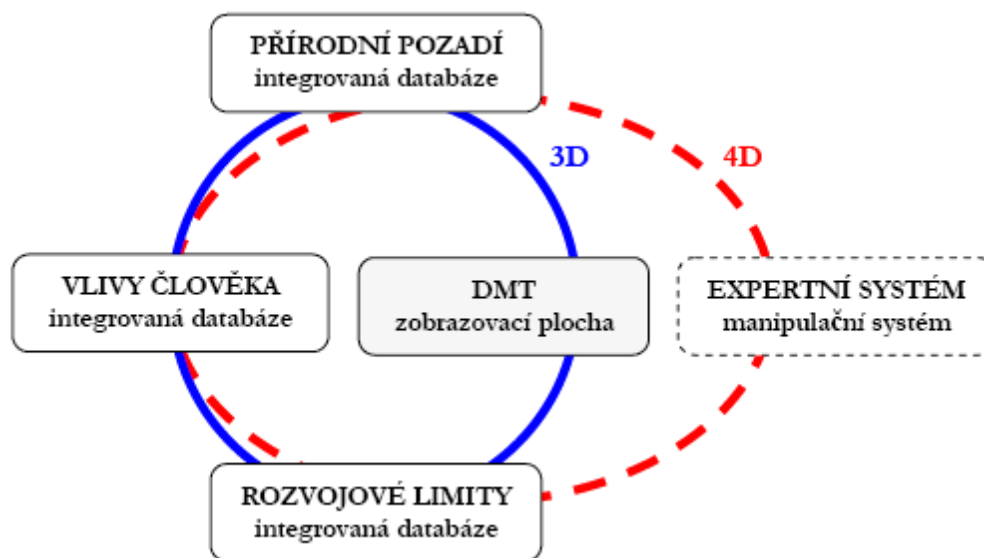 PŘÍRODNÍ POZADÍ
integrovaná databáze
3D
4D
VLIVY ČLOVĚKA
integrovaná databáze
DMT
zobrazovací plocha
EXPERTNÍ SYSTÉM
manipulační systém
ROZVOJOVÉ LIMITY
integrovaná databáze